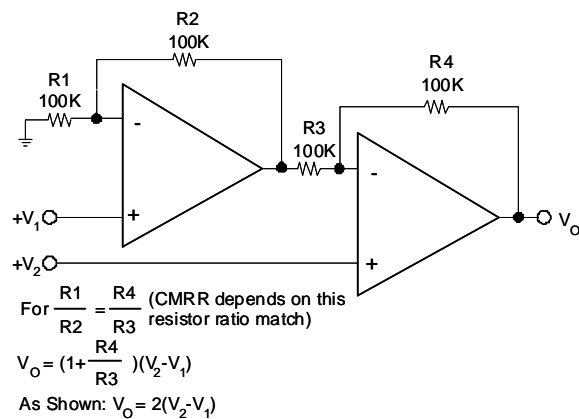 R2
100K
R4
100K
R1
100K
R3
100K
-
-
+V1
+
+V2
+
VO
For R1/R2 = R4/R3 (CMRR depends on this
resistor ratio match)
VO = (1+ R4/R3 )(V2-V1)
As Shown: VO = 2(V2-V1)